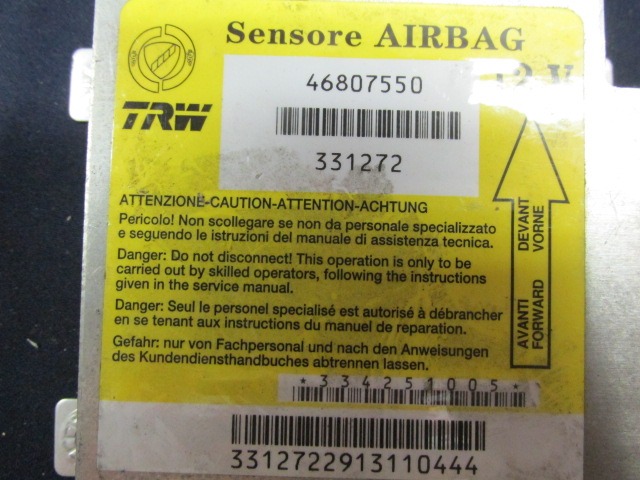 Sensore AIRBAG
46807550
12 V
TRW
331272
ATTENZIONE-CAUTION-ATTENTION-ACHTUNG
Pericolo! Non scollegare se non da personale specializzato
e seguendo le istruzioni del manuale di assistenza tecnica.
Danger: Do not disconnect! This operation is only to be
carried out by skilled operators, following the instructions
given in the service manual.
Danger: Seul le personel specialisé est autorisé à débrancher
en se tenant aux instructions du manuel de reparation.
Gefahr: nur von Fachpersonal und nach den Anweisungen
des Kundendiensthandbuches abtrennen lassen.
AVANTI DEVANT
FORWARD VORNE
*334251005*
3312722913110444